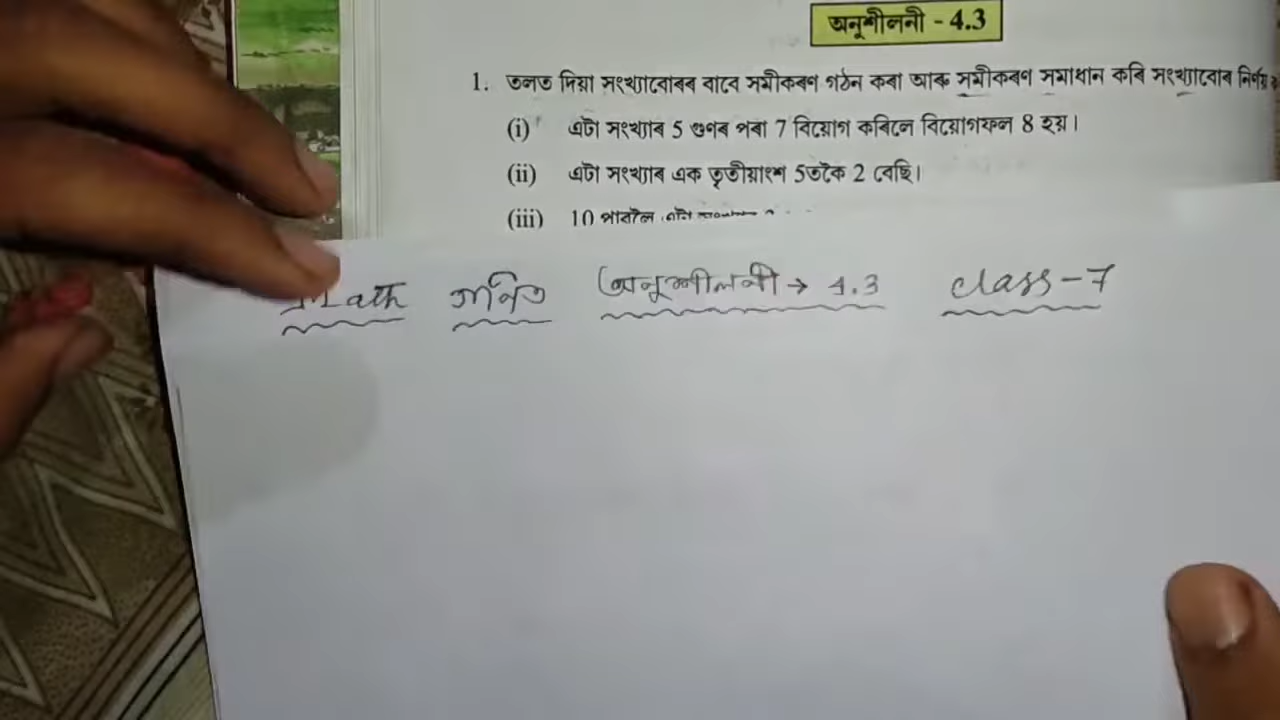 অনুশীলনী - 4.3
1. তলত দিয়া সংখ্যাবোৰৰ বাবে সমীকৰণ গঠন কৰা আৰু সমীকৰণ সমাধান কৰি সংখ্যাবোৰ নিৰ্ণয়
(i) এটা সংখ্যাৰ 5 গুণৰ পৰা 7 বিয়োগ কৰিলে বিয়োগফল 8 হয়।
(ii) এটা সংখ্যাৰ এক তৃতীয়াংশ 5তকৈ 2 বেছি।
(iii) 10
Math গণিত অনুশীলনী → 4.3 class-7